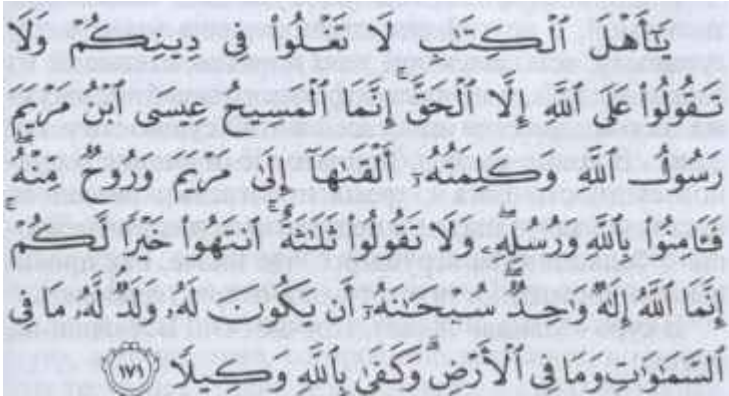 يَـٰٓأَهْلَ ٱلْكِتَـٰبِ لَا تَغْلُوا۟ فِى دِينِكُمْ وَلَا
تَقُولُوا۟ عَلَى ٱللَّهِ إِلَّا ٱلْحَقَّ ۚ إِنَّمَا ٱلْمَسِيحُ عِيسَى ٱبْنُ مَرْيَمَ
رَسُولُ ٱللَّهِ وَكَلِمَتُهُۥٓ أَلْقَىٰهَآ إِلَىٰ مَرْيَمَ وَرُوحٌ مِّنْهُ ۖ
فَـَٔامِنُوا۟ بِٱللَّهِ وَرُسُلِهِۦ ۖ وَلَا تَقُولُوا۟ ثَلَـٰثَةٌ ۚ ٱنتَهُوا۟ خَيْرًا لَّكُمْ ۚ
إِنَّمَا ٱللَّهُ إِلَـٰهٌ وَٰحِدٌ ۖ سُبْحَـٰنَهُۥٓ أَن يَكُونَ لَهُۥ وَلَدٌ ۘ لَّهُۥ مَا فِى
ٱلسَّمَـٰوَٰتِ وَمَا فِى ٱلْأَرْضِ ۗ وَكَفَىٰ بِٱللَّهِ وَكِيلًا ١٧١